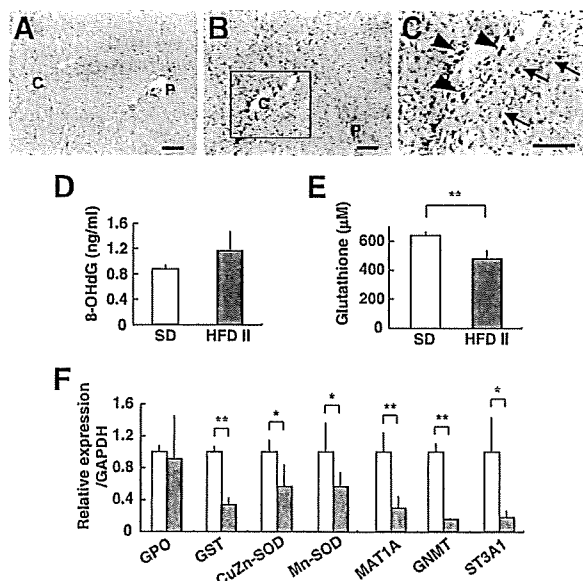 A
B
C
C
P
C
P
D
E
8-OHdG (ng/ml)
1.6
1.2
0.8
0.4
0
SD
HFD II
Glutathione (μM)
**
600
400
200
0
SD
HFD II
F
Relative expression
/GAPDH
1.6
1.2
0.8
0.4
0
**
*
*
**
**
*
GPO
GST
CuZn-SOD
Mn-SOD
MAT1A
GNMT
ST3A1